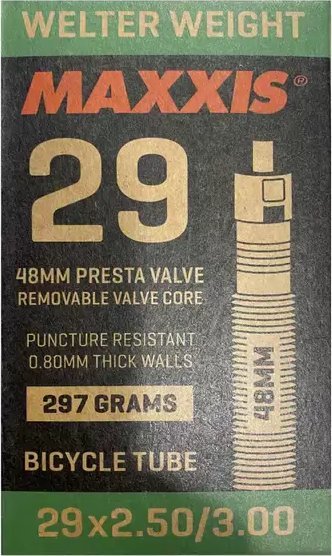 WELTER WEIGHT
MAXXIS®
29
48MM PRESTA VALVE
REMOVABLE VALVE CORE
PUNCTURE RESISTANT
0.80MM THICK WALLS
297 GRAMS
48MM
BICYCLE TUBE
29x2.50/3.00